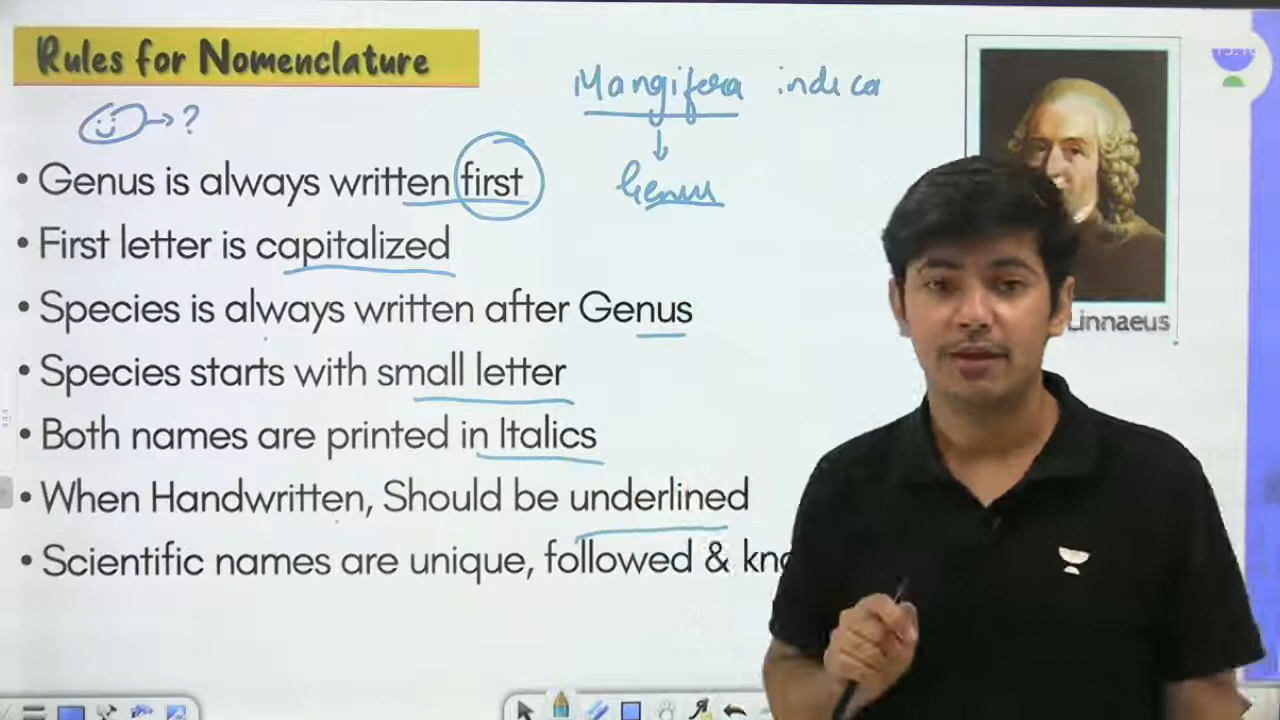 Rules for Nomenclature
Mangifera indica
?
Genus
• Genus is always written first
• First letter is capitalized
• Species is always written after Genus
• Species starts with small letter
• Both names are printed in Italics
• When Handwritten, Should be underlined
• Scientific names are unique, followed &
Linnaeus